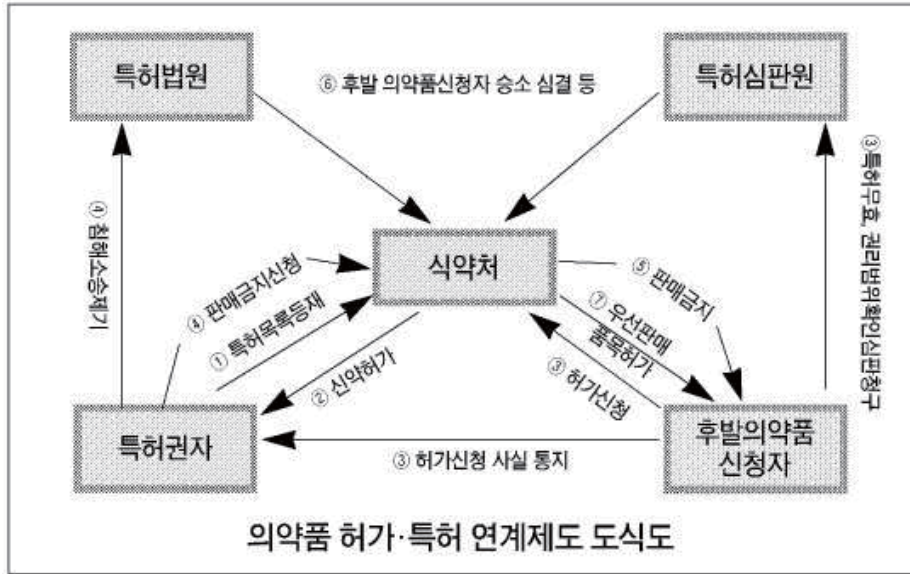 특허법원
특허심판원
⑥ 후발 의약품신청자 승소 심결 등
③특허무효, 권리범위확인심판청구
④ 침해소송제기
식약처
④ 판매금지신청
⑤ 판매금지
① 특허목록등재
⑦ 우선판매
품목허가
② 신약허가
③ 허가신청
특허권자
후발의약품
신청자
③ 허가신청 사실 통지
의약품 허가·특허 연계제도 도식도